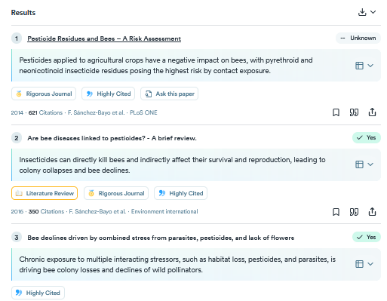 Results
1 Pesticide Residues and Bees – A Risk Assessment
Unknown
Pesticides applied to agricultural crops have a negative impact on bees, with pyrethroid and
neonicotinoid insecticide residues posing the highest risk by contact exposure.
Rigorous Journal Highly Cited Ask this paper
2014 · 621 Citations · F. Sánchez-Bayo et al. · PLoS ONE
2 Are bee diseases linked to pesticides? - A brief review.
Yes
Insecticides can directly kill bees and indirectly affect their survival and reproduction, leading to
colony collapses and bee declines.
Literature Review Rigorous Journal Highly Cited
2016 · 350 Citations · F. Sánchez-Bayo et al. · Environment international
3 Bee declines driven by combined stress from parasites, pesticides, and lack of flowers
Yes
Chronic exposure to multiple interacting stressors, such as habitat loss, pesticides, and parasites, is
driving bee colony losses and declines of wild pollinators.
Highly Cited